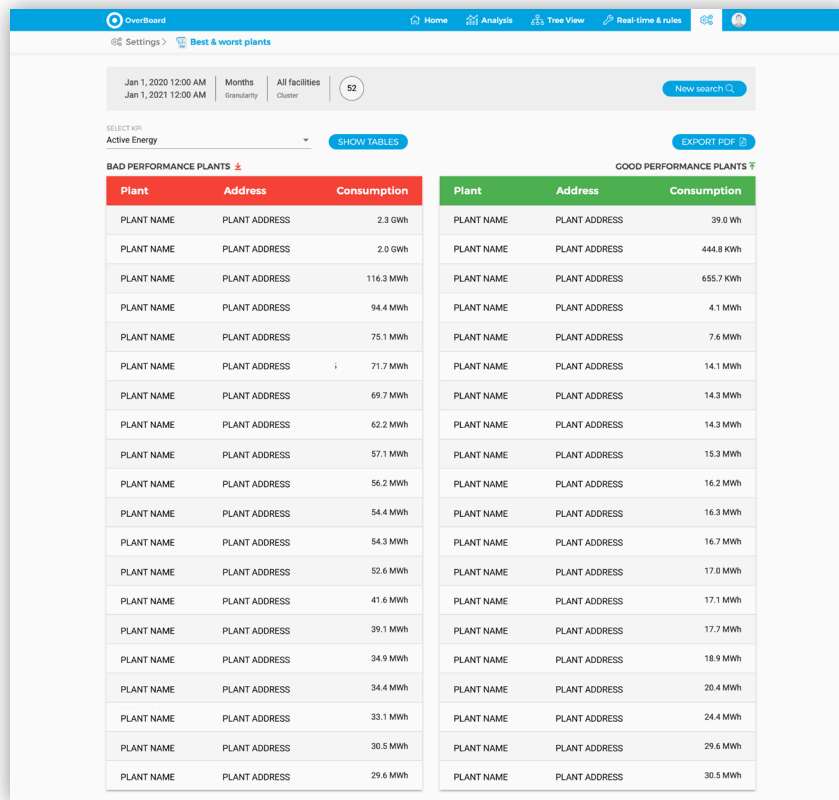 OverBoard Home Analysis Tree View Real-time & rules
Settings > Best & worst plants
Jan 1, 2020 12:00 AM Months All facilities 52
Jan 1, 2021 12:00 AM Granularity Cluster New search
SELECT KPI
Active Energy SHOW TABLES EXPORT PDF
BAD PERFORMANCE PLANTS GOOD PERFORMANCE PLANTS
Plant Address Consumption Plant Address Consumption
PLANT NAME PLANT ADDRESS 2.3 GWh PLANT NAME PLANT ADDRESS 39.0 Wh
PLANT NAME PLANT ADDRESS 2.0 GWh PLANT NAME PLANT ADDRESS 444.8 KWh
PLANT NAME PLANT ADDRESS 116.3 MWh PLANT NAME PLANT ADDRESS 655.7 KWh
PLANT NAME PLANT ADDRESS 94.4 MWh PLANT NAME PLANT ADDRESS 4.1 MWh
PLANT NAME PLANT ADDRESS 75.1 MWh PLANT NAME PLANT ADDRESS 7.6 MWh
PLANT NAME PLANT ADDRESS 71.7 MWh PLANT NAME PLANT ADDRESS 14.1 MWh
PLANT NAME PLANT ADDRESS 69.7 MWh PLANT NAME PLANT ADDRESS 14.3 MWh
PLANT NAME PLANT ADDRESS 62.2 MWh PLANT NAME PLANT ADDRESS 14.3 MWh
PLANT NAME PLANT ADDRESS 57.1 MWh PLANT NAME PLANT ADDRESS 15.3 MWh
PLANT NAME PLANT ADDRESS 56.2 MWh PLANT NAME PLANT ADDRESS 16.2 MWh
PLANT NAME PLANT ADDRESS 54.4 MWh PLANT NAME PLANT ADDRESS 16.3 MWh
PLANT NAME PLANT ADDRESS 54.3 MWh PLANT NAME PLANT ADDRESS 16.7 MWh
PLANT NAME PLANT ADDRESS 52.6 MWh PLANT NAME PLANT ADDRESS 17.0 MWh
PLANT NAME PLANT ADDRESS 41.6 MWh PLANT NAME PLANT ADDRESS 17.1 MWh
PLANT NAME PLANT ADDRESS 39.1 MWh PLANT NAME PLANT ADDRESS 17.7 MWh
PLANT NAME PLANT ADDRESS 34.9 MWh PLANT NAME PLANT ADDRESS 18.9 MWh
PLANT NAME PLANT ADDRESS 34.4 MWh PLANT NAME PLANT ADDRESS 20.4 MWh
PLANT NAME PLANT ADDRESS 33.1 MWh PLANT NAME PLANT ADDRESS 24.4 MWh
PLANT NAME PLANT ADDRESS 30.5 MWh PLANT NAME PLANT ADDRESS 29.6 MWh
PLANT NAME PLANT ADDRESS 29.6 MWh PLANT NAME PLANT ADDRESS 30.5 MWh